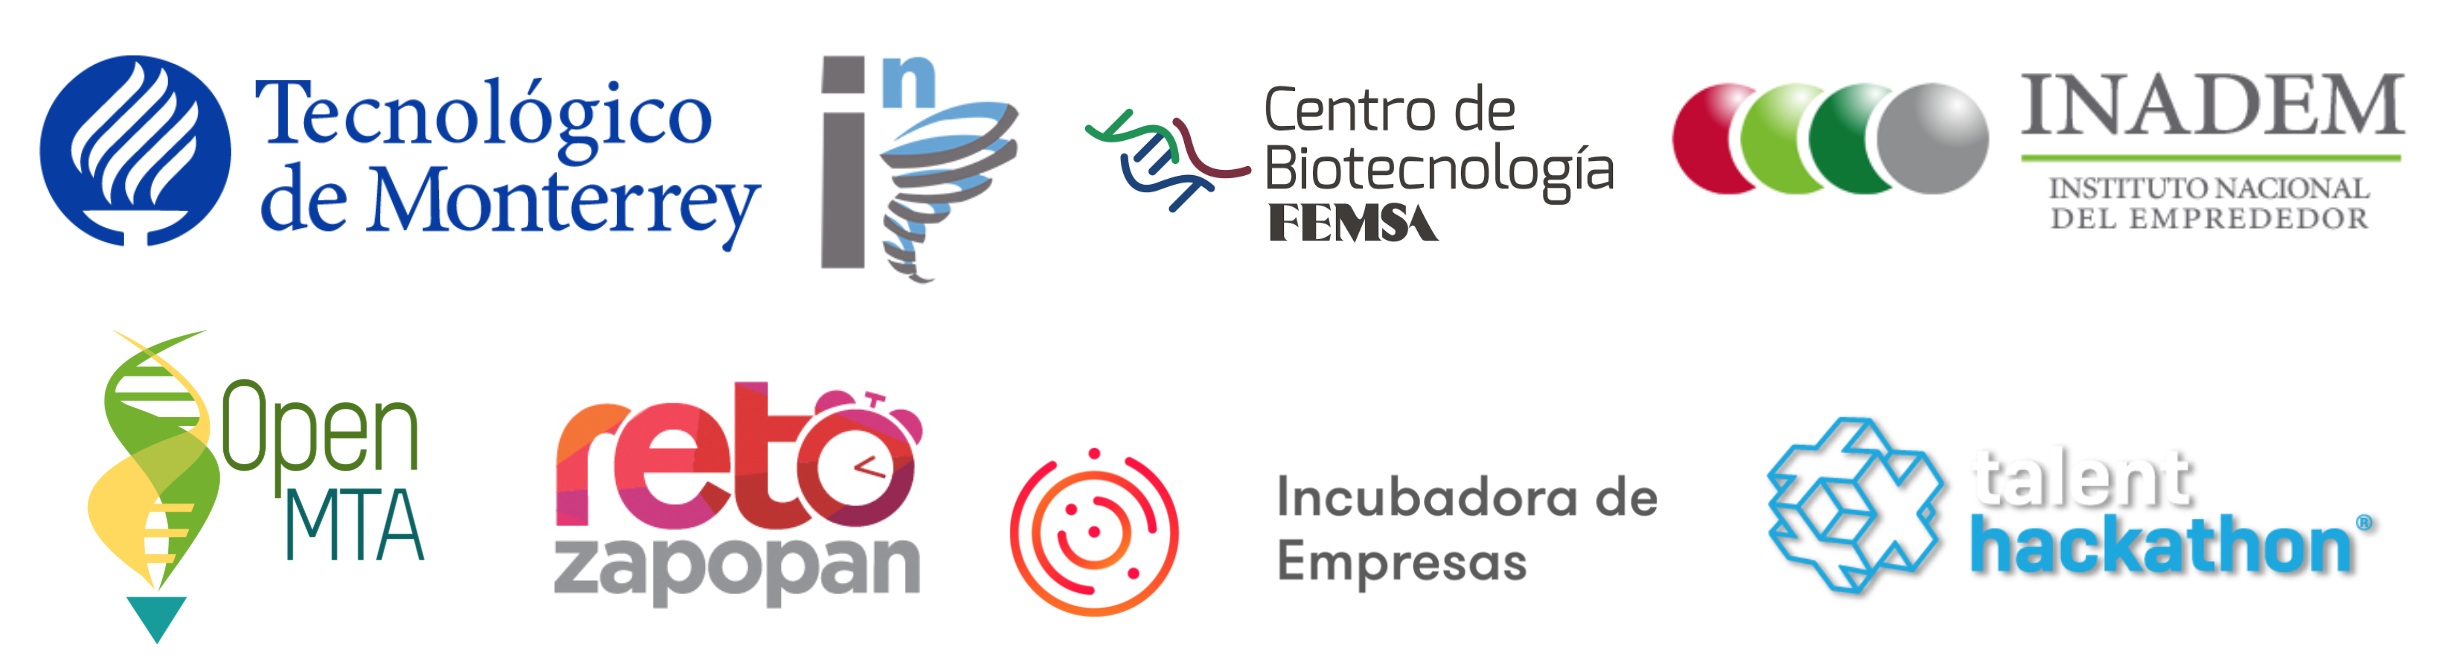 Tecnológico
de Monterrey
in
Centro de
Biotecnología
FEMSA
INADEM
INSTITUTO NACIONAL
DEL EMPREDEDOR
Open
MTA
reto
zapopan
Incubadora de
Empresas
talent
hackathon®